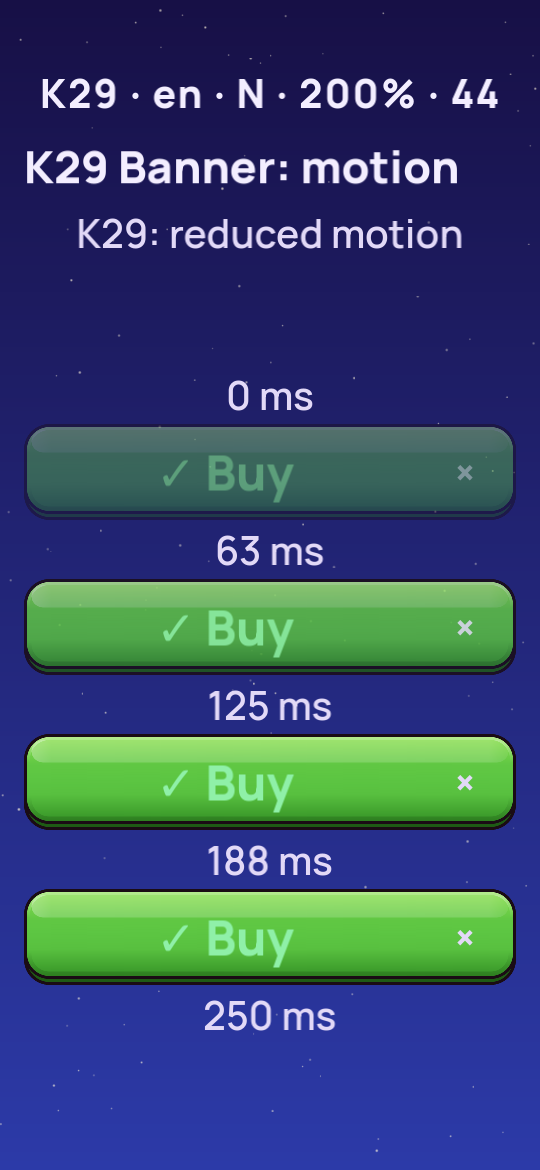 K29 · en · N · 200% · 44
K29 Banner: motion
K29: reduced motion
0 ms
✓ Buy ×
63 ms
✓ Buy ×
125 ms
✓ Buy ×
188 ms
✓ Buy ×
250 ms